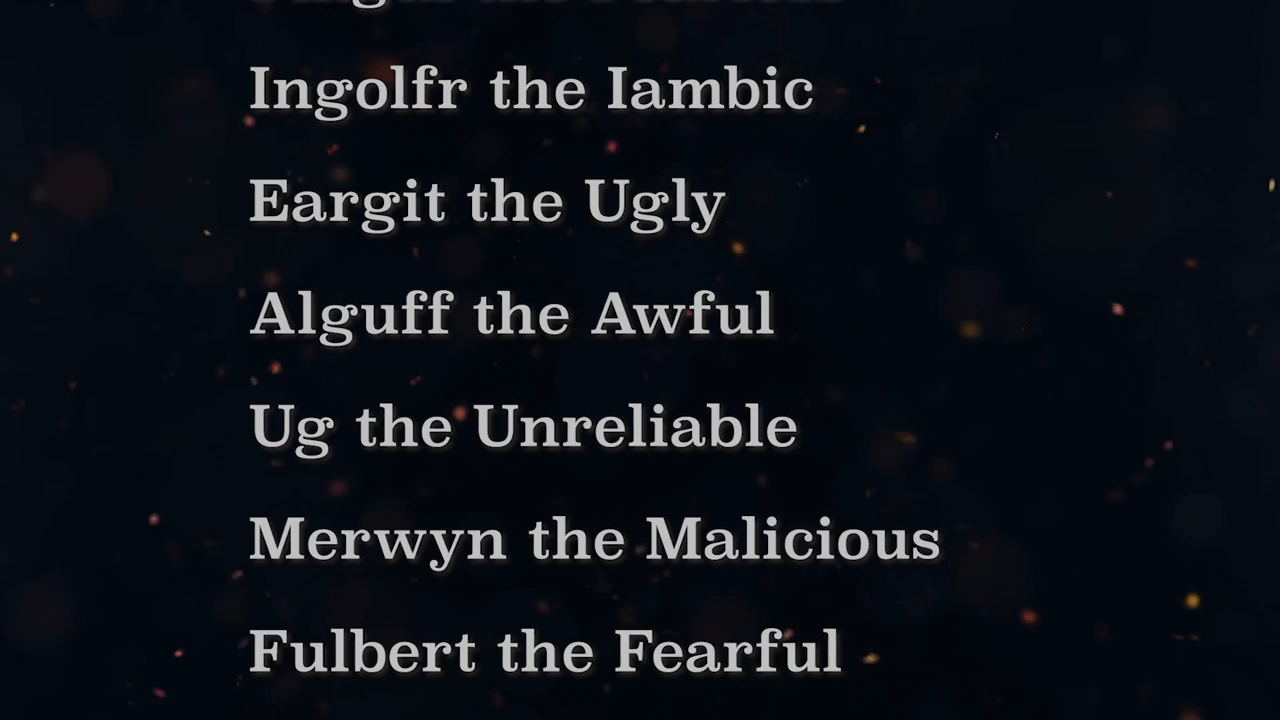 Ingolfr the Iambic
Eargit the Ugly
Alguff the Awful
Ug the Unreliable
Merwyn the Malicious
Fulbert the Fearful